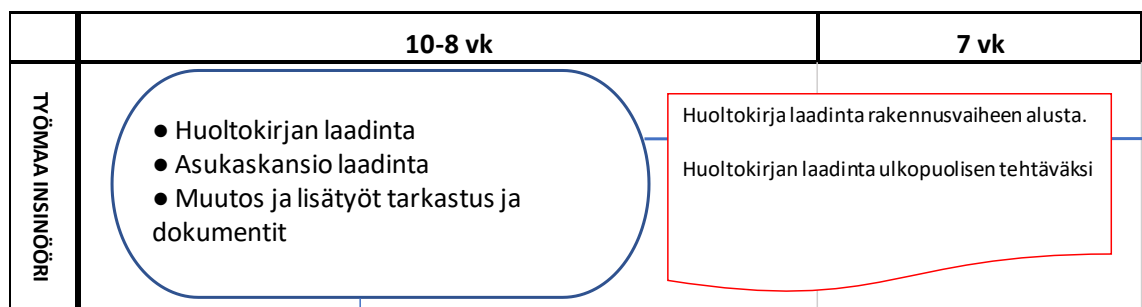 10-8 vk
7 vk
TYÖMAA INSINÖÖRI
● Huoltokirjan laadinta
● Asukaskansio laadinta
● Muutos ja lisätyöt tarkastus ja
dokumentit
Huoltokirja laadinta rakennusvaiheen alusta.
Huoltokirjan laadinta ulkopuolisen tehtäväksi